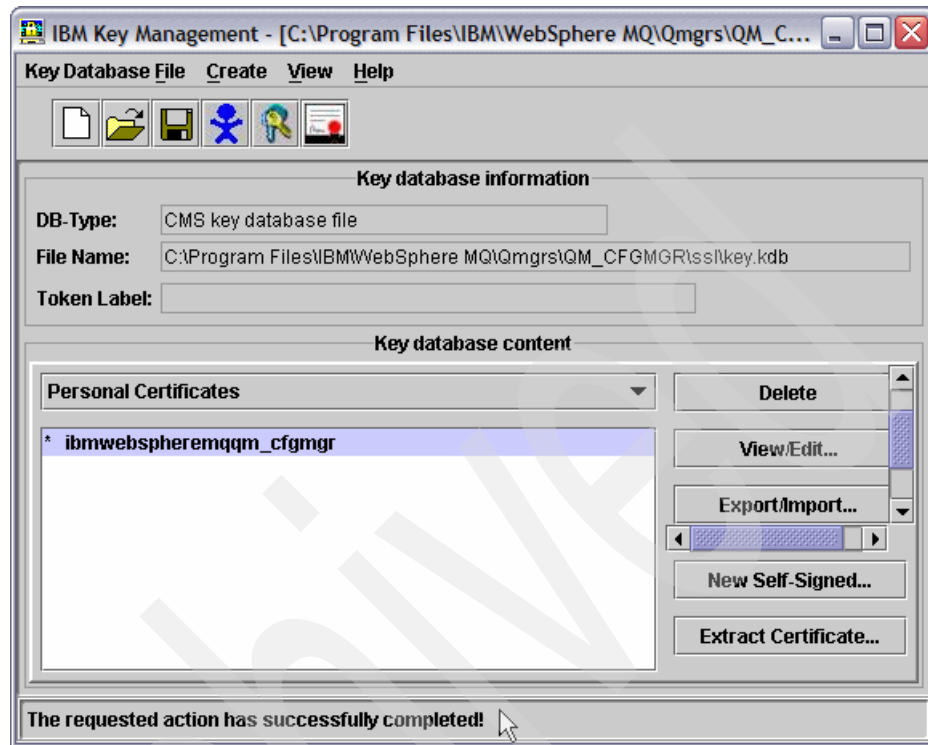 IBM Key Management - [C:\Program Files\IBM\WebSphere MQ\Qmgrs\QM_C...
Key Database File Create View Help
Key database information
DB-Type: CMS key database file
File Name: C:\Program Files\IBM\WebSphere MQ\Qmgrs\QM_CFGMGR\ssl\key.kdb
Token Label:
Key database content
Personal Certificates
Delete
* ibmwebspheremqqm_cfgmgr
View/Edit...
Export/Import...
New Self-Signed...
Extract Certificate...
The requested action has successfully completed!